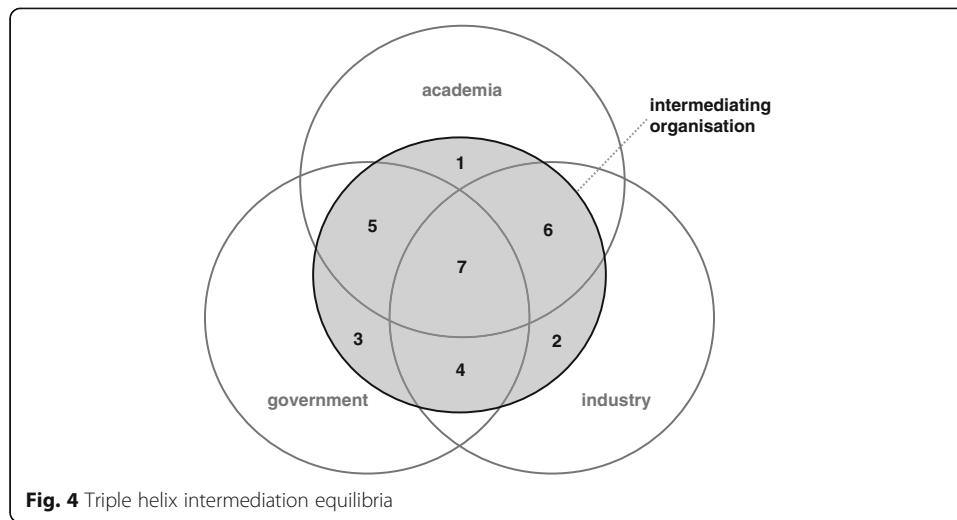 academia
intermediating
organisation
1
5
6
7
3
2
4
government
industry
Fig. 4 Triple helix intermediation equilibria